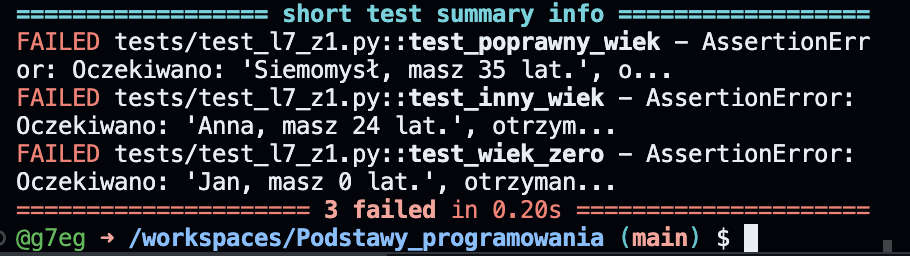 ================== short test summary info ===================
FAILED tests/test_l7_z1.py::test_poprawny_wiek - AssertionErr
or: Oczekiwano: 'Siemomysł, masz 35 lat.', o...
FAILED tests/test_l7_z1.py::test_inny_wiek - AssertionError:
Oczekiwano: 'Anna, masz 24 lat.', otrzym...
FAILED tests/test_l7_z1.py::test_wiek_zero - AssertionError:
Oczekiwano: 'Jan, masz 0 lat.', otrzyman...
===================== 3 failed in 0.20s ======================
@g7eg ➜ /workspaces/Podstawy_programowania (main) $